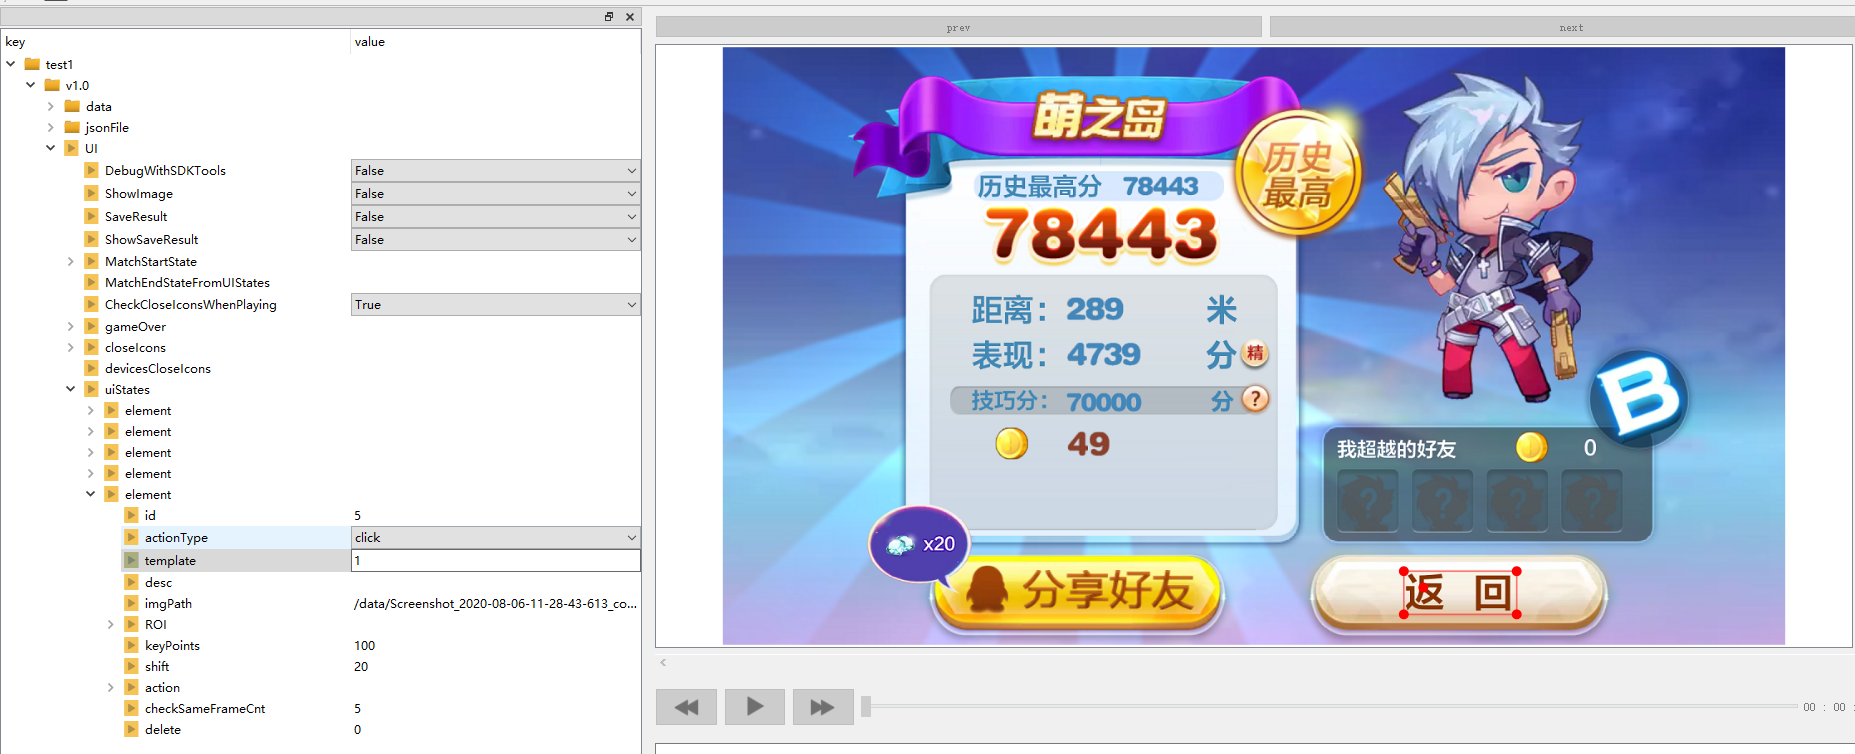 prev
next
key value
test1
v1.0
data
jsonFile
UI
DebugWithSDKTools False
ShowImage False
SaveResult False
ShowSaveResult False
MatchStartState
MatchEndStateFromUIStates
CheckCloseIconsWhenPlaying True
gameOver
closeIcons
devicesCloseIcons
uiStates
element
element
element
element
element
id 5
actionType click
template 1
desc
imgPath /data/Screenshot_2020-08-06-11-28-43-613_co...
ROI
keyPoints 100
shift 20
action
checkSameFrameCnt 5
delete 0
萌之岛
历史
最高
历史最高分 78443
78443
距离：289 米
表现：4739 分 精
技巧分：70000 分 ?
49
B
我超越的好友 0
? ? ? ?
x20
分享好友
返 回
00 : 00 :